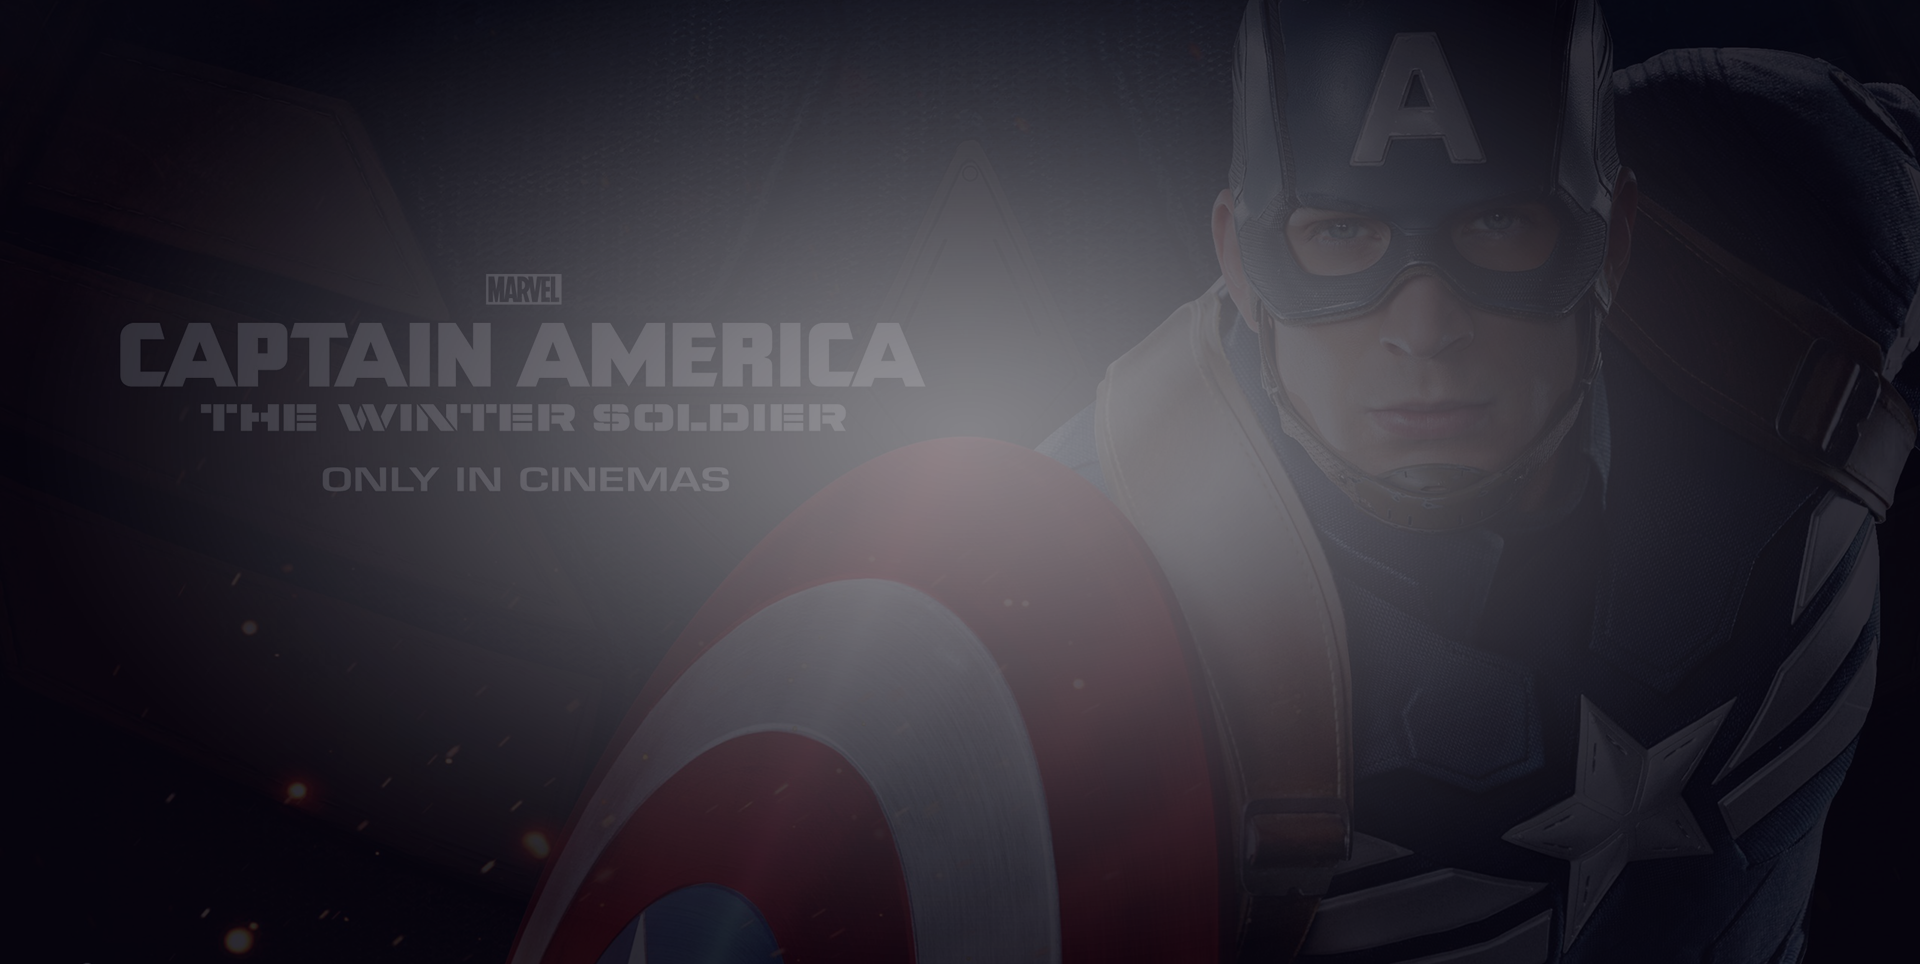 MARVEL
CAPTAIN AMERICA
THE WINTER SOLDIER
ONLY IN CINEMAS
A